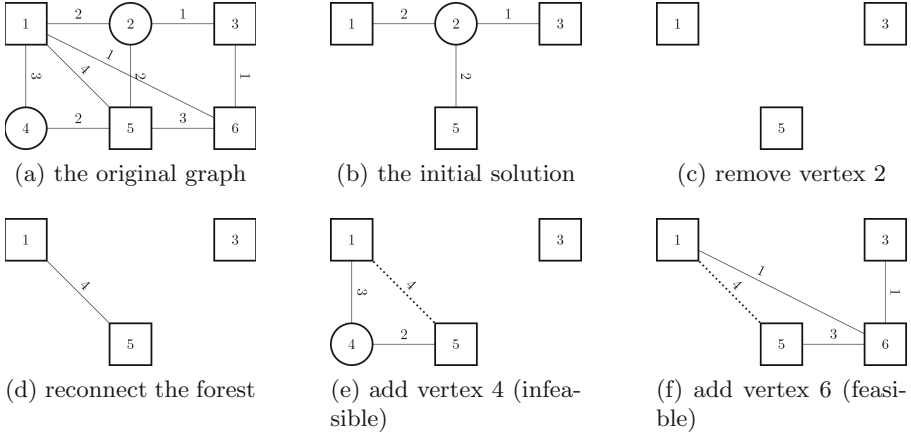 1 2 2 1 3
3 4 1 2 1
4 2 5 3 6
(a) the original graph
1 2 2 1 3
2
5
(b) the initial solution
1 3
5
(c) remove vertex 2
1 3
4
5
(d) reconnect the forest
1 3
3 4
4 2 5
(e) add vertex 4 (infea-
sible)
1 3
1
4 1
5 3 6
(f) add vertex 6 (feasi-
ble)